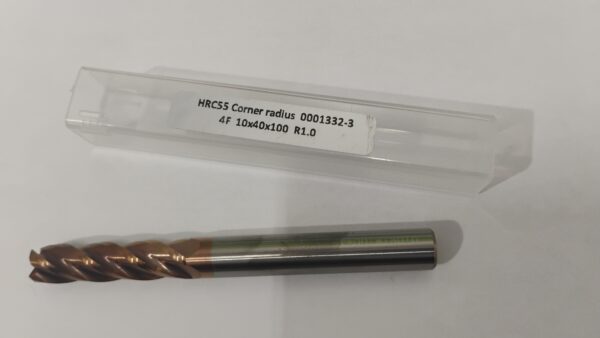 HRC55 Corner radius 0001332-3
4F 10x40x100 R1.0